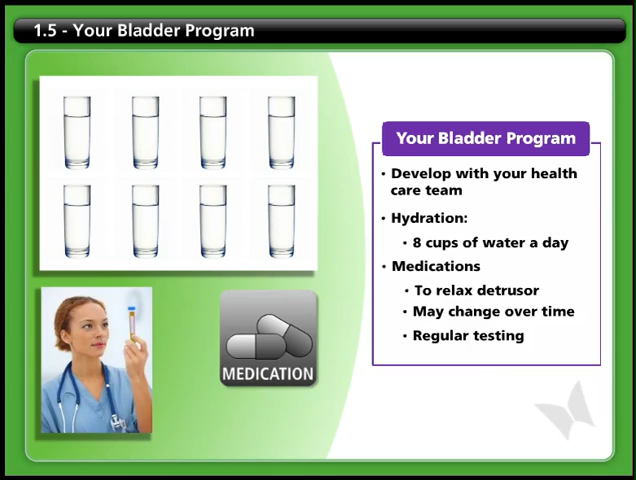 1.5 - Your Bladder Program
Your Bladder Program
• Develop with your health
care team
• Hydration:
• 8 cups of water a day
• Medications
• To relax detrusor
• May change over time
• Regular testing
MEDICATION